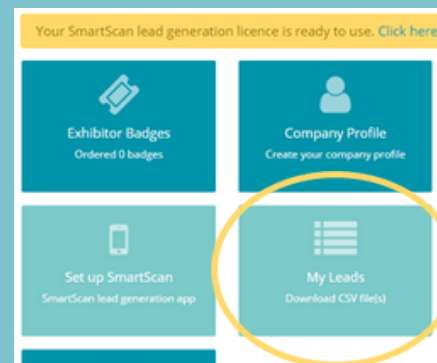 Your SmartScan lead generation licence is ready to use. Click here
Exhibitor Badges
Ordered 0 badges
Company Profile
Create your company profile
Set up SmartScan
SmartScan lead generation app
My Leads
Download CSV file(s)